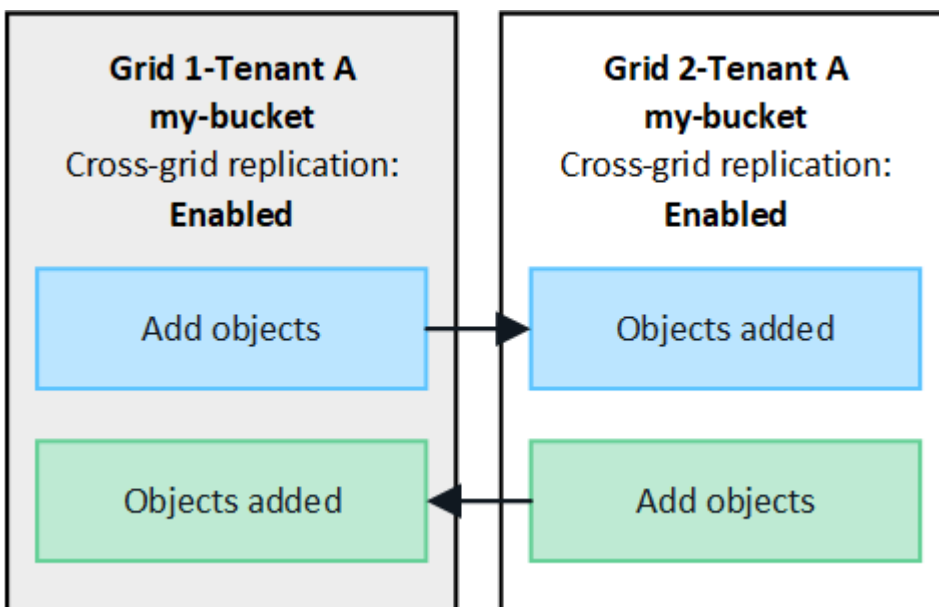 Grid 1-Tenant A
my-bucket
Cross-grid replication:
Enabled
Add objects
Objects added
Grid 2-Tenant A
my-bucket
Cross-grid replication:
Enabled
Objects added
Add objects